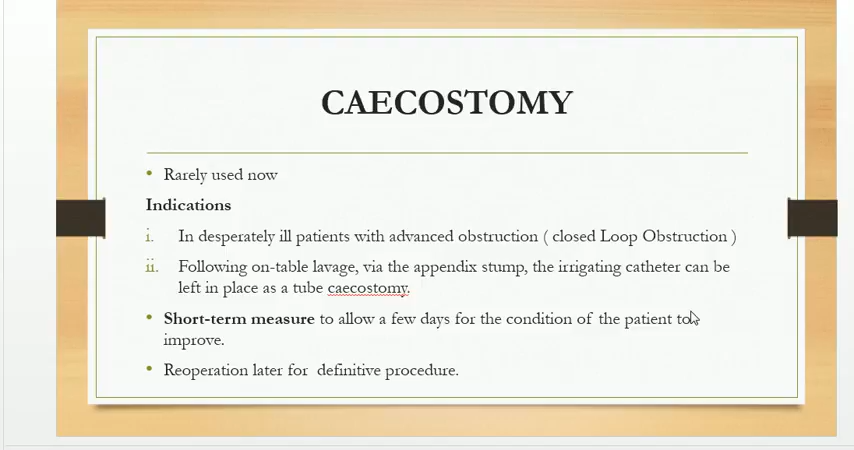 CAECOSTOMY
• Rarely used now
Indications
i. In desperately ill patients with advanced obstruction ( closed Loop Obstruction )
ii. Following on-table lavage, via the appendix stump, the irrigating catheter can be
left in place as a tube caecostomy.
• Short-term measure to allow a few days for the condition of the patient to
improve.
• Reoperation later for definitive procedure.